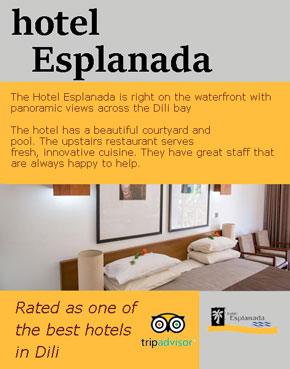 hotel
Esplanada
The Hotel Esplanada is right on the waterfront with
panoramic views across the Dili bay
The hotel has a beautiful courtyard and
pool. The upstairs restaurant serves
fresh, innovative cuisine. They have great staff that
are always happy to help.
Rated as one of
the best hotels
in Dili
tripadvisor
hotel
Esplanada